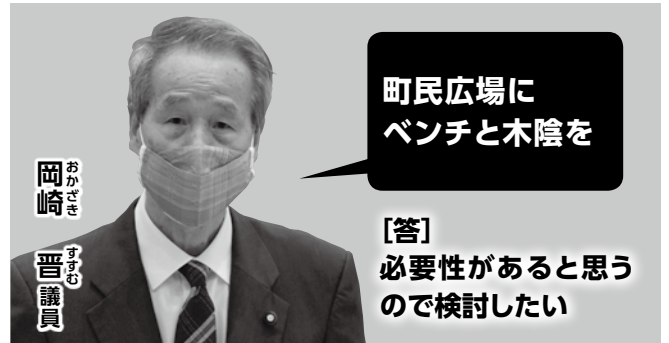 町民広場に
ベンチと木陰を
[答]
必要性があると思う
ので検討したい
岡崎 晋 議員
おかざき すすむ